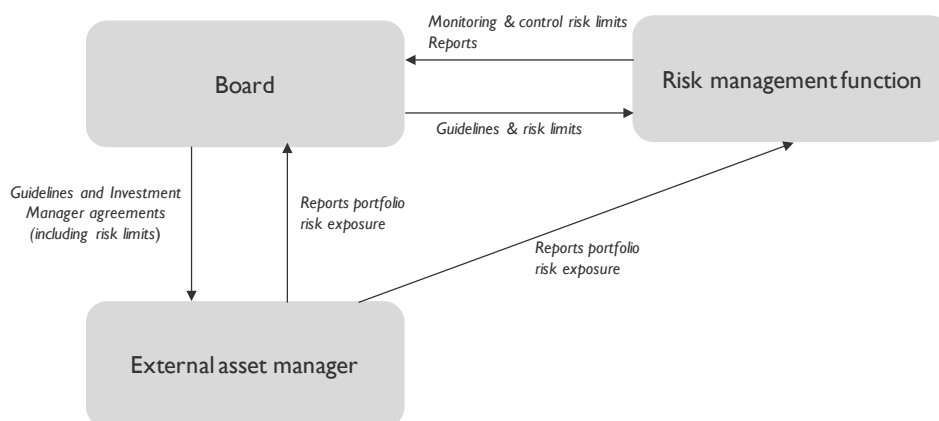 Monitoring & control risk limits
Reports
Board
Risk management function
Guidelines & risk limits
Guidelines and Investment
Manager agreements
(including risk limits)
Reports portfolio
risk exposure
Reports portfolio
risk exposure
External asset manager